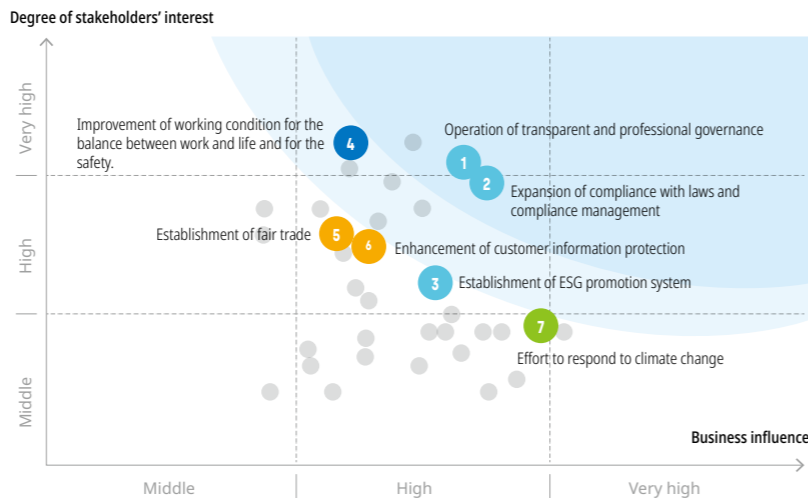 Degree of stakeholders’ interest
Very high
High
Middle
Improvement of working condition for the
balance between work and life and for the
safety.
4
Operation of transparent and professional governance
1
2
Expansion of compliance with laws and
compliance management
Establishment of fair trade
5
6
Enhancement of customer information protection
3
Establishment of ESG promotion system
7
Effort to respond to climate change
Business influence
Middle
High
Very high